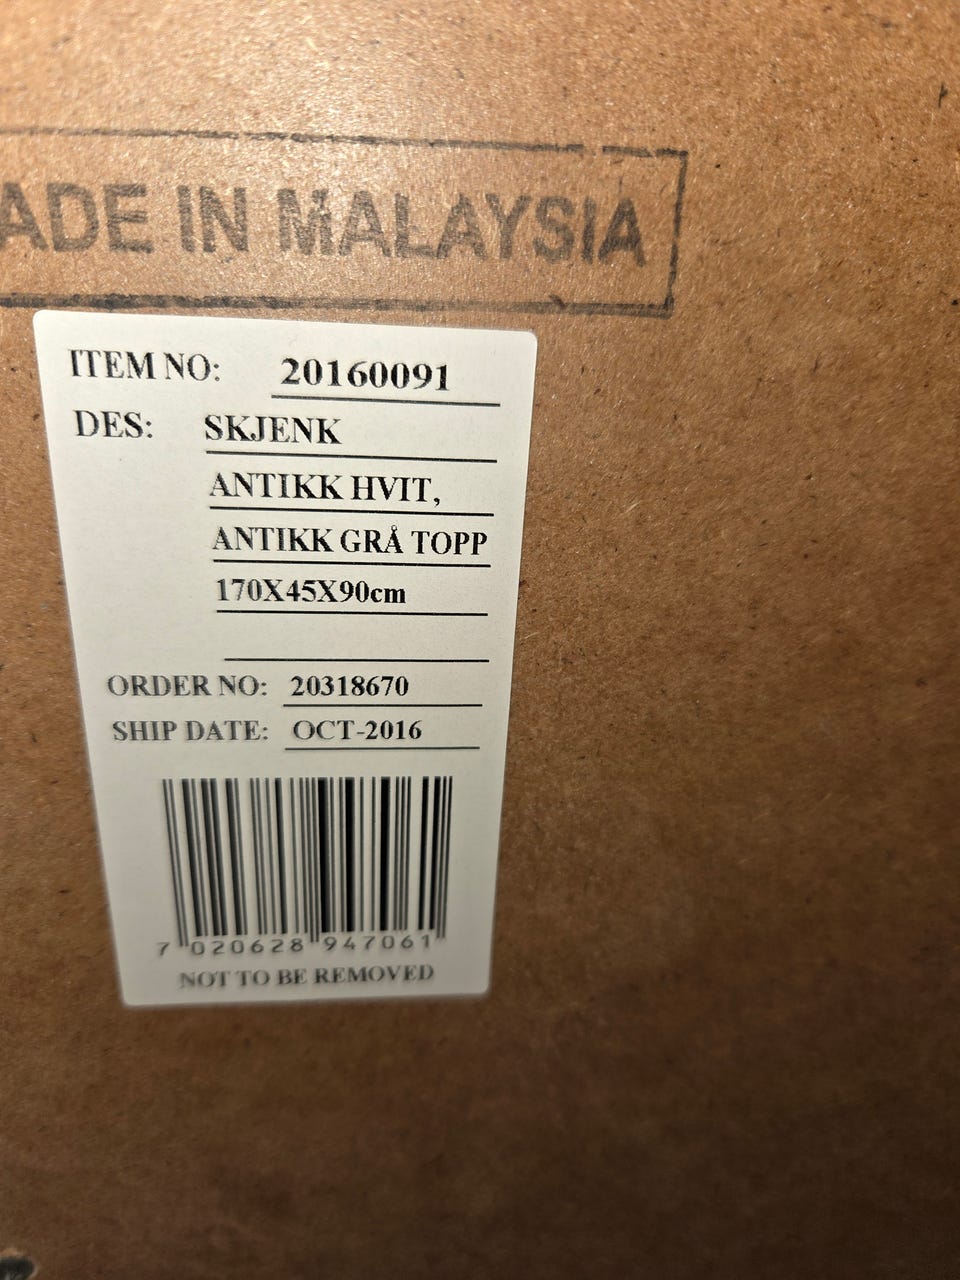 ADE IN MALAYSIA
ITEM NO: 20160091
DES: SKJENK
ANTIKK HVIT,
ANTIKK GRÅ TOPP
170X45X90cm
ORDER NO: 20318670
SHIP DATE: OCT-2016
7 020628 947061
NOT TO BE REMOVED